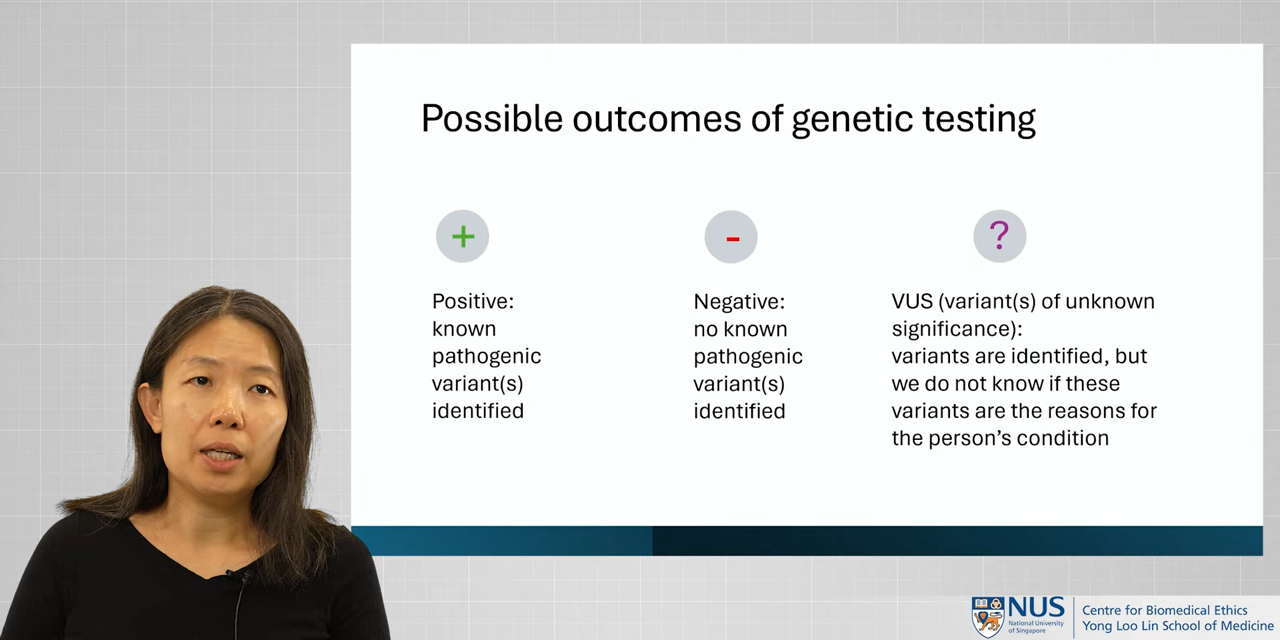 Possible outcomes of genetic testing
+
-
?
Positive:
known
pathogenic
variant(s)
identified
Negative:
no known
pathogenic
variant(s)
identified
VUS (variant(s) of unknown
significance):
variants are identified, but
we do not know if these
variants are the reasons for
the person’s condition
NUS
National University
of Singapore
Centre for Biomedical Ethics
Yong Loo Lin School of Medicine